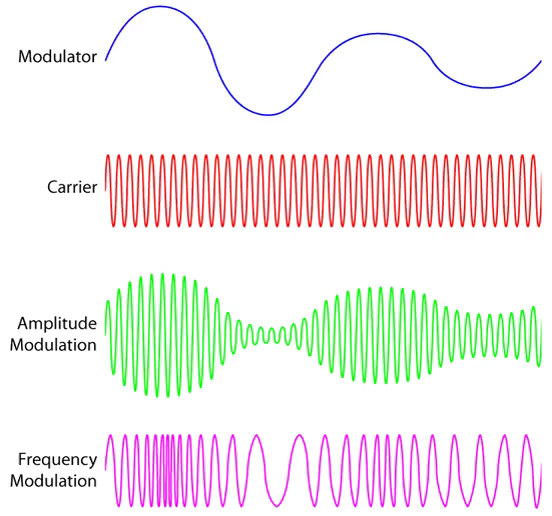 Modulator
Carrier
Amplitude
Modulation
Frequency
Modulation